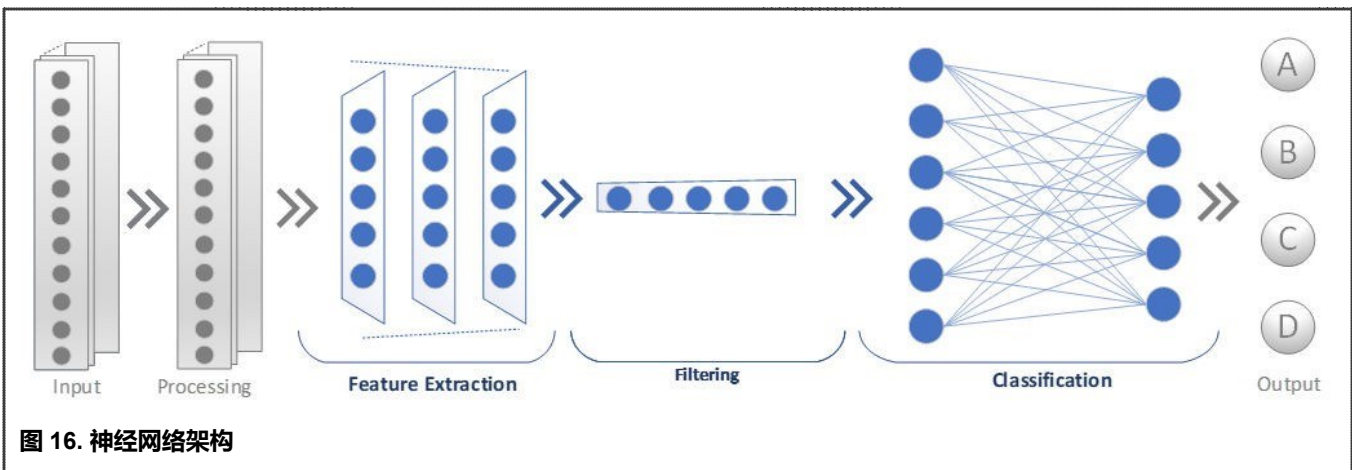 A
B
C
D
Input
Processing
Feature Extraction
Filtering
Classification
Output
图 16. 神经网络架构